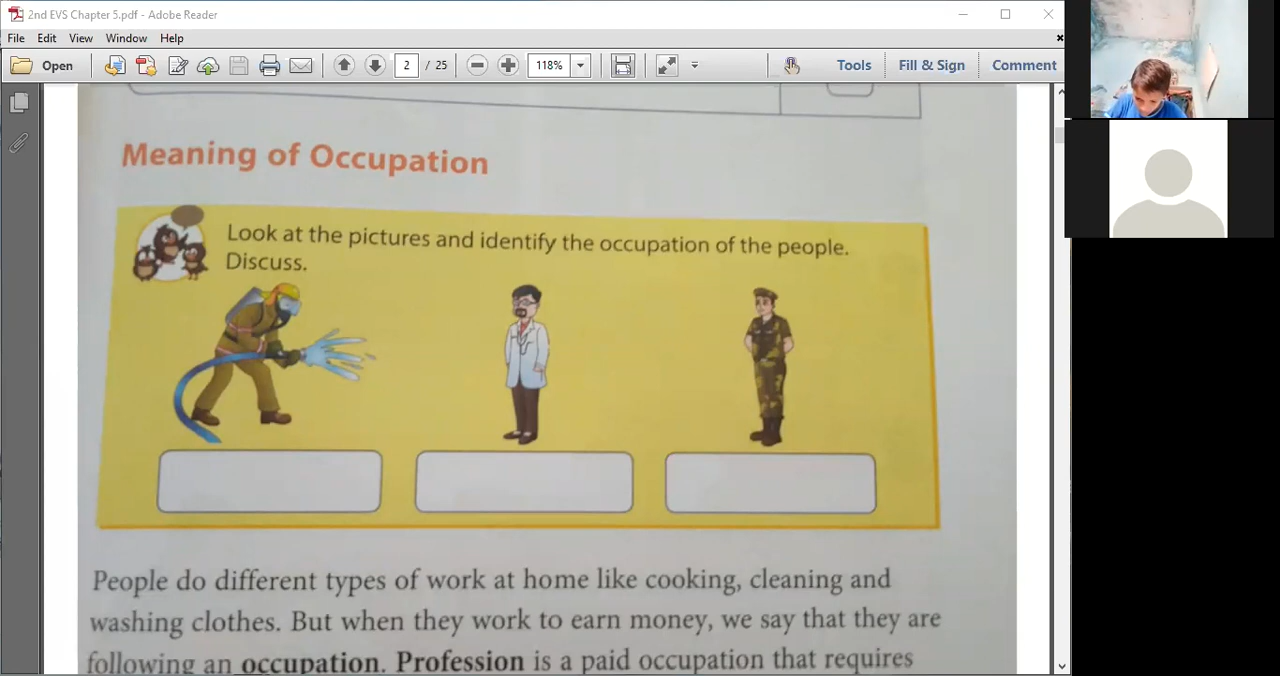 2nd EVS Chapter 5.pdf - Adobe Reader
File Edit View Window Help
Open 2 / 25 118% Tools Fill & Sign Comment
Meaning of Occupation
Look at the pictures and identify the occupation of the people.
Discuss.
People do different types of work at home like cooking, cleaning and
washing clothes. But when they work to earn money, we say that they are
following an occupation. Profession is a paid occupation that requires